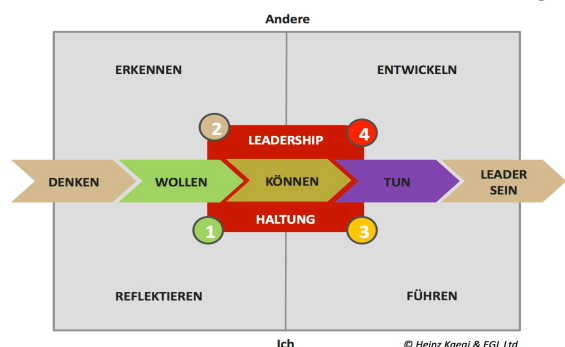 Andere
ERKENNEN
ENTWICKELN
2
4
LEADERSHIP
DENKEN
WOLLEN
KÖNNEN
TUN
LEADER
SEIN
HALTUNG
1
3
REFLEKTIEREN
FÜHREN
Ich
© Heinz Kaegi & EGL Ltd